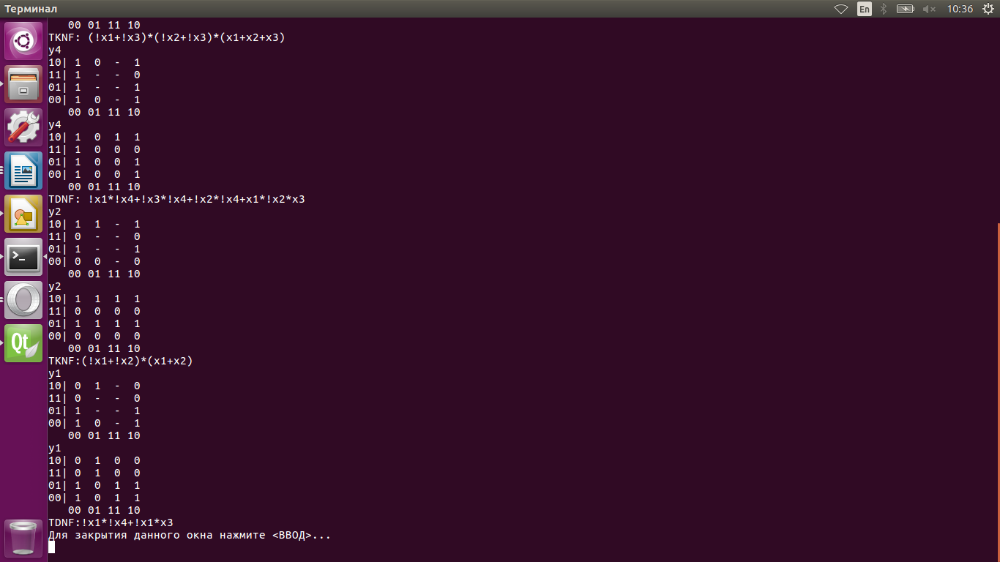 Терминал
En
10:36
00 01 11 10
TKNF: (!x1+!x3)*(!x2+!x3)*(x1+x2+x3)
y4
10| 1 0 - 1
11| 1 - - 0
01| 1 - - 1
00| 1 0 - 1
00 01 11 10
y4
10| 1 0 1 1
11| 1 0 0 0
01| 1 0 0 1
00| 1 0 0 1
00 01 11 10
TDNF: !x1*!x4+!x3*!x4+!x2*!x4+x1*!x2*x3
y2
10| 1 1 - 1
11| 0 - - 0
01| 1 - - 1
00| 0 0 - 0
00 01 11 10
y2
10| 1 1 1 1
11| 0 0 0 0
01| 1 1 1 1
00| 0 0 0 0
00 01 11 10
TKNF:(!x1+!x2)*(x1+x2)
y1
10| 0 1 - 0
11| 0 - - 0
01| 1 - - 1
00| 1 0 - 1
00 01 11 10
y1
10| 0 1 0 0
11| 0 1 0 0
01| 1 0 1 1
00| 1 0 1 1
00 01 11 10
TDNF:!x1*!x4+!x1*x3
Для закрытия данного окна нажмите <ВВОД>...
Qt